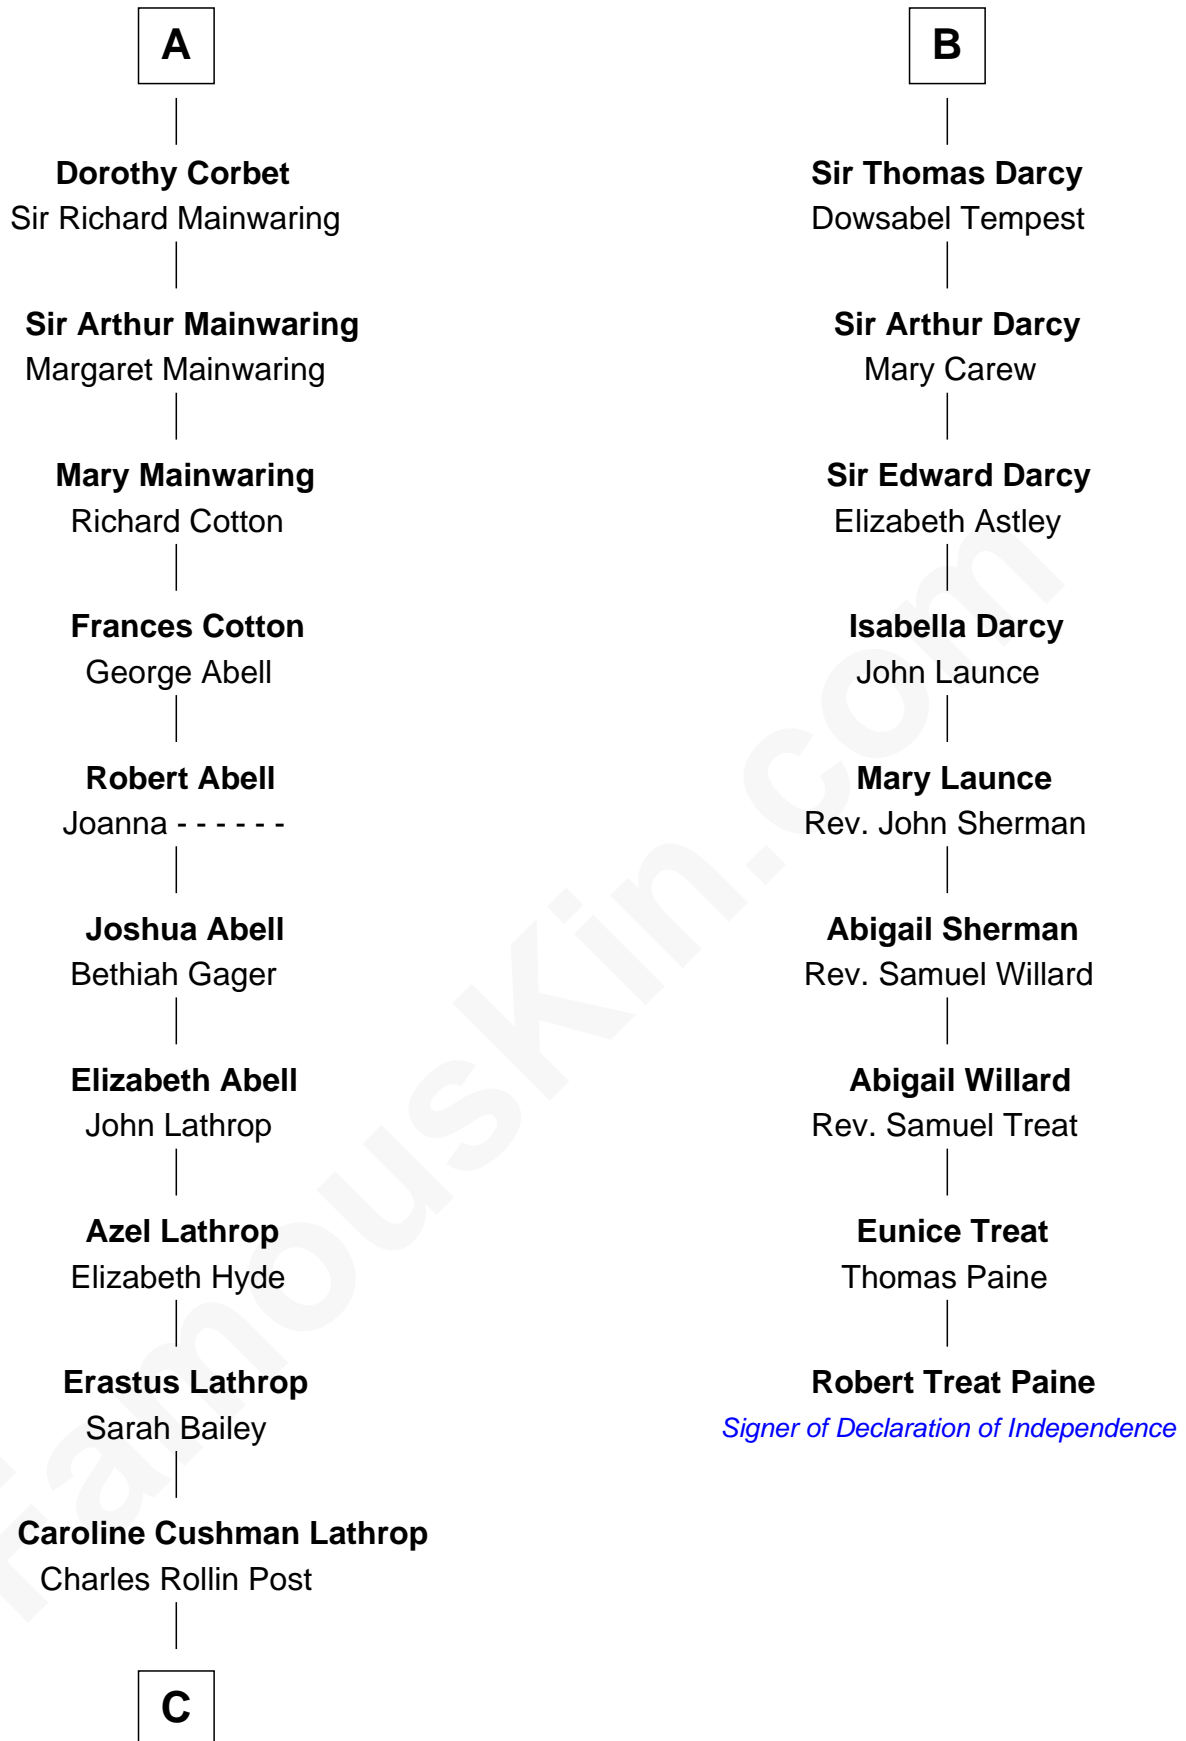 A
Dorothy Corbet
Sir Richard Mainwaring
Sir Arthur Mainwaring
Margaret Mainwaring
Mary Mainwaring
Richard Cotton
Frances Cotton
George Abell
Robert Abell
Joanna - - - - - -
Joshua Abell
Bethiah Gager
Elizabeth Abell
John Lathrop
Azel Lathrop
Elizabeth Hyde
Erastus Lathrop
Sarah Bailey
Caroline Cushman Lathrop
Charles Rollin Post
C
B
Sir Thomas Darcy
Dowsabel Tempest
Sir Arthur Darcy
Mary Carew
Sir Edward Darcy
Elizabeth Astley
Isabella Darcy
John Launce
Mary Launce
Rev. John Sherman
Abigail Sherman
Rev. Samuel Willard
Abigail Willard
Rev. Samuel Treat
Eunice Treat
Thomas Paine
Robert Treat Paine
Signer of Declaration of Independence
FamousKin.com